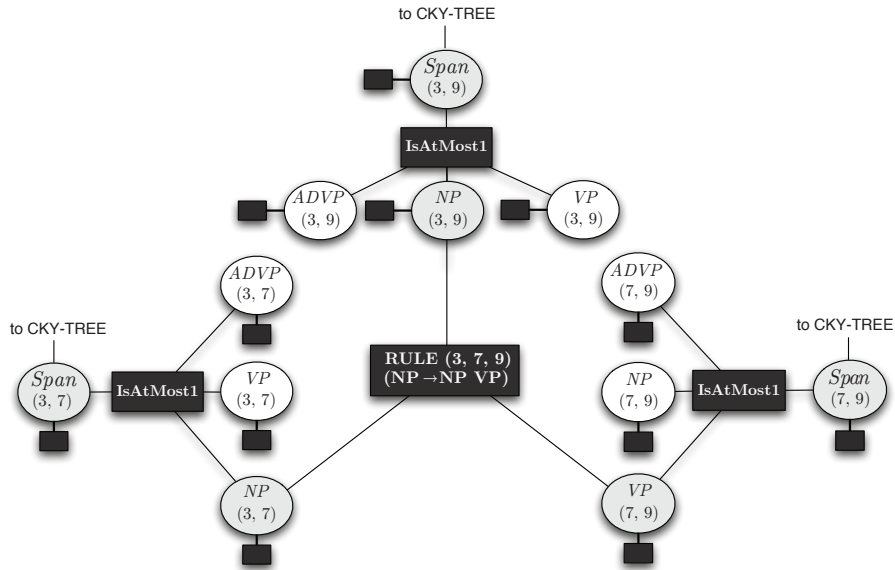 to CKY-TREE
Span
(3, 9)
IsAtMost1
ADVP
(3, 9)
NP
(3, 9)
VP
(3, 9)
ADVP
(3, 7)
ADVP
(7, 9)
to CKY-TREE
to CKY-TREE
RULE (3, 7, 9)
(NP→NP VP)
Span
(3, 7)
IsAtMost1
VP
(3, 7)
NP
(7, 9)
IsAtMost1
Span
(7, 9)
NP
(3, 7)
VP
(7, 9)